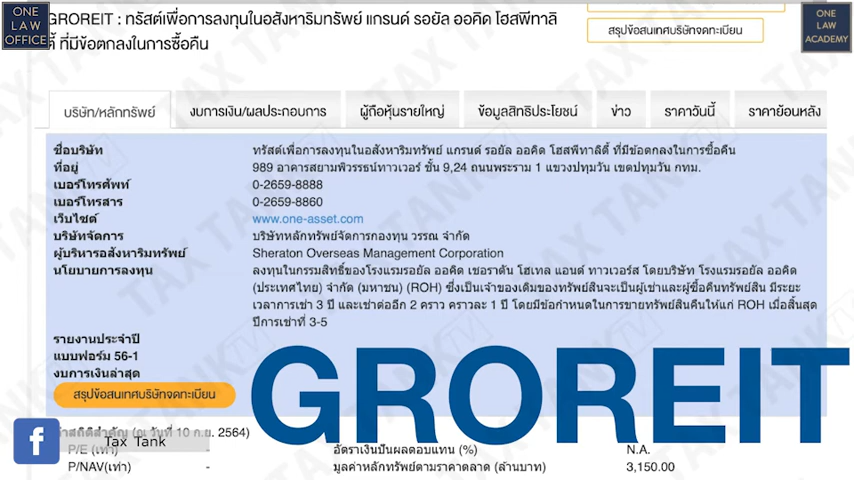 ONE
LAW
OFFICE
GROREIT : ทรัสต์เพื่อการลงทุนในอสังหาริมทรัพย์ แกรนด์ รอยัล ออคิด โฮสพีทาลิ
ตี้ ที่มีข้อตกลงในการซื้อคืน
สรุปข้อสนเทศบริษัทจดทะเบียน
ONE
LAW
ACADEMY
บริษัท/หลักทรัพย์ งบการเงิน/ผลประกอบการ ผู้ถือหุ้นรายใหญ่ ข้อมูลสิทธิประโยชน์ ข่าว ราคาวันนี้ ราคาย้อนหลัง
ชื่อบริษัท ทรัสต์เพื่อการลงทุนในอสังหาริมทรัพย์ แกรนด์ รอยัล ออคิด โฮสพีทาลิตี้ ที่มีข้อตกลงในการซื้อคืน
ที่อยู่ 989 อาคารสยามพิวรรธน์ทาวเวอร์ ชั้น 9,24 ถนนพระราม 1 แขวงปทุมวัน เขตปทุมวัน กทม.
เบอร์โทรศัพท์ 0-2659-8888
เบอร์โทรสาร 0-2659-8860
เว็บไซต์ www.one-asset.com
บริษัทจัดการ บริษัทหลักทรัพย์จัดการกองทุน วรรณ จำกัด
ผู้บริหารอสังหาริมทรัพย์ Sheraton Overseas Management Corporation
นโยบายการลงทุน ลงทุนในกรรมสิทธิ์ของโรงแรมรอยัล ออคิด เชอราตัน โฮเทล แอนด์ ทาวเวอร์ส โดยบริษัท โรงแรมรอยัล ออคิด
(ประเทศไทย) จำกัด (มหาชน) (ROH) ซึ่งเป็นเจ้าของเดิมของทรัพย์สินจะเป็นผู้เช่าและผู้ซื้อคืนทรัพย์สิน มีระยะ
เวลาการเช่า 3 ปี และเช่าต่ออีก 2 คราว คราวละ 1 ปี โดยมีข้อกำหนดในการขายทรัพย์สินคืนให้แก่ ROH เมื่อสิ้นสุด
ปีการเช่าที่ 3-5
รายงานประจำปี
แบบฟอร์ม 56-1
งบการเงินล่าสุด
สรุปข้อสนเทศบริษัทจดทะเบียน
GROREIT
ค่าสถิติสำคัญ (ณ วันที่ 10 ก.ย. 2564)
Tax Tank
P/E (เท่า) - อัตราเงินปันผลตอบแทน (%) N.A.
P/NAV(เท่า) - มูลค่าหลักทรัพย์ตามราคาตลาด (ล้านบาท) 3,150.00